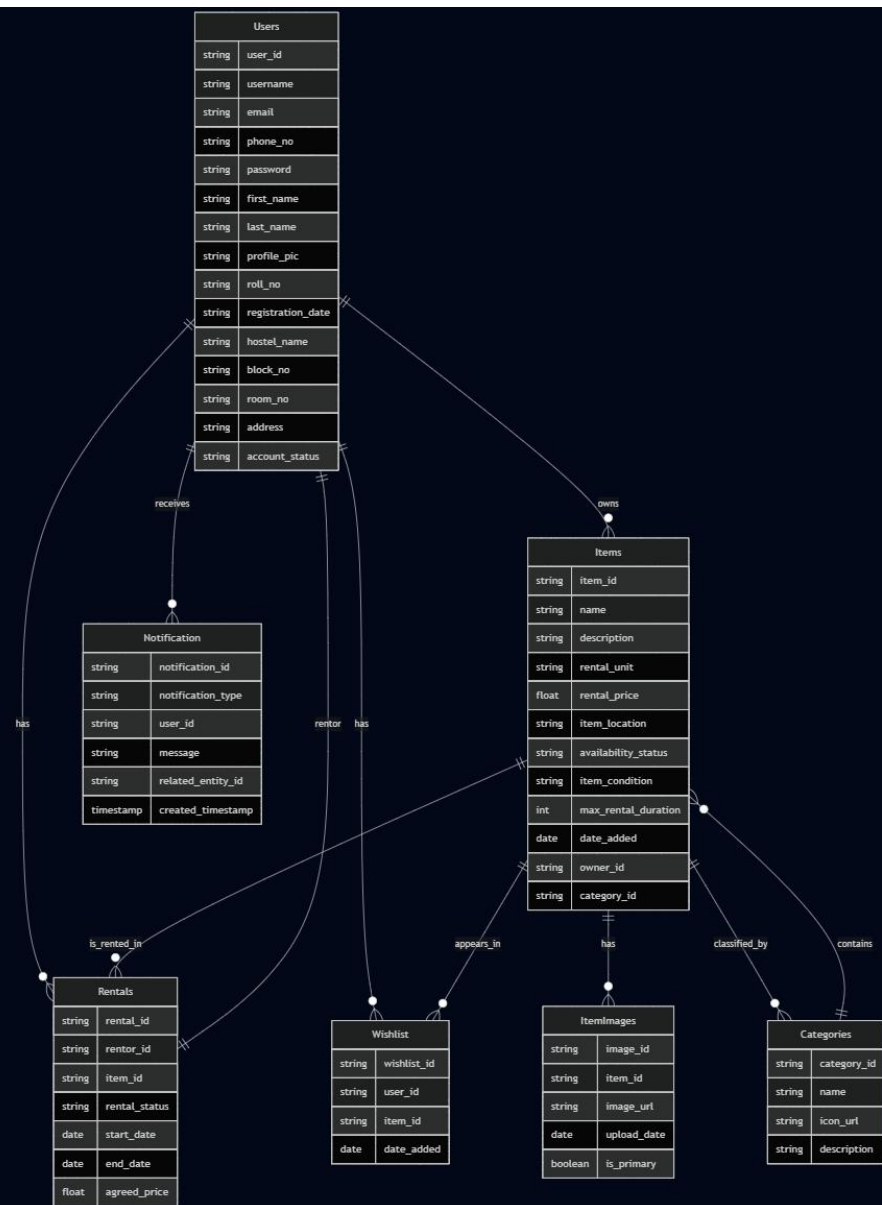 Users
string user_id
string username
string email
string phone_no
string password
string first_name
string last_name
string profile_pic
string roll_no
string registration_date
string hostel_name
string block_no
string room_no
string address
string account_status
receives
owns
Items
string item_id
string name
string description
string rental_unit
float rental_price
string item_location
string availability_status
string item_condition
int max_rental_duration
date date_added
string owner_id
string category_id
Notification
string notification_id
string notification_type
string user_id
string message
string related_entity_id
timestamp created_timestamp
has
rentor
has
is_rented_in
appears_in
has
classified_by
contains
Rentals
string rental_id
string rentor_id
string item_id
string rental_status
date start_date
date end_date
float agreed_price
Wishlist
string wishlist_id
string user_id
string item_id
date date_added
ItemImages
string image_id
string item_id
string image_url
date upload_date
boolean is_primary
Categories
string category_id
string name
string icon_url
string description